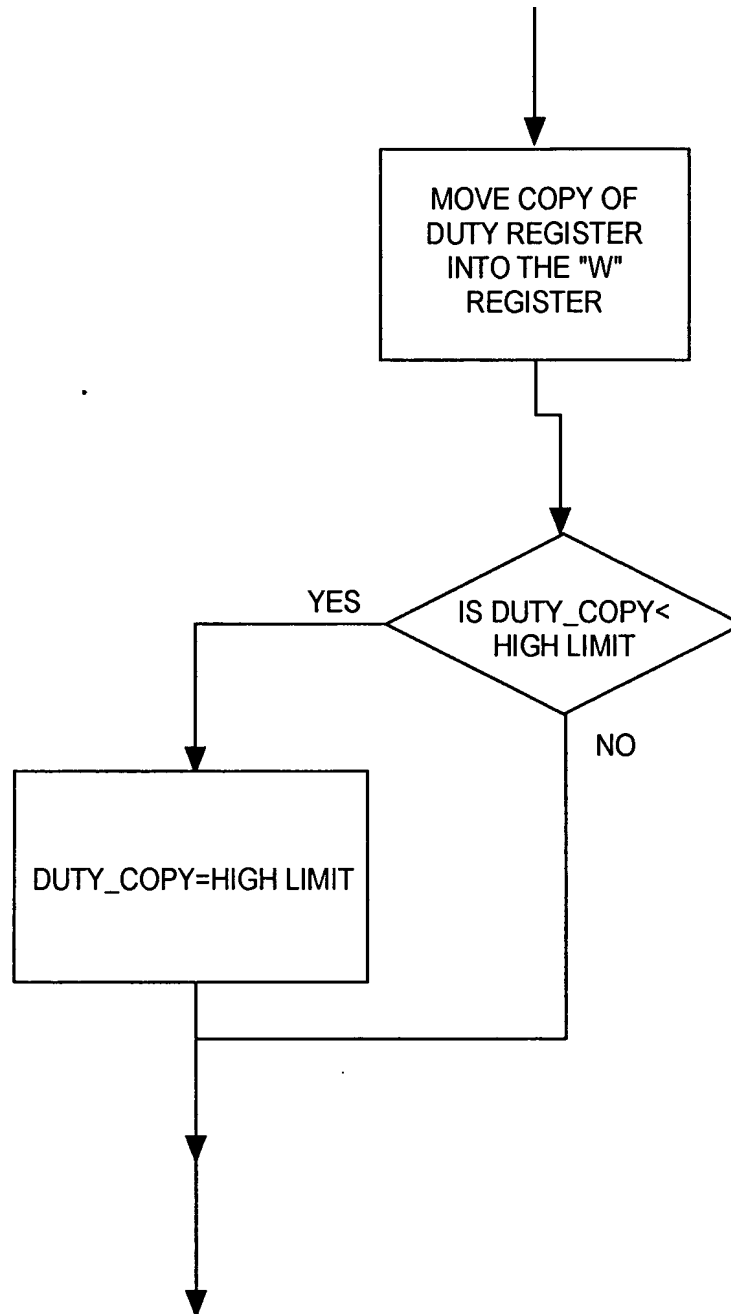 MOVE COPY OF
DUTY REGISTER
INTO THE "W"
REGISTER
YES
IS DUTY_COPY<
HIGH LIMIT
NO
DUTY_COPY=HIGH LIMIT